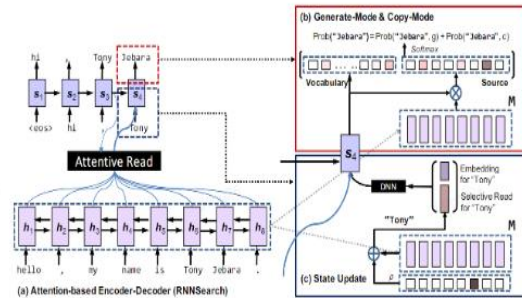 (b) Generate-Mode & Copy-Mode
Prob("Jebara") = Prob("Jebara", g) + Prob("Jebara", c)
Softmax
Vocabulary
Source
M
hi , Tony Jebara
s1 s2 s3 s4
<eos> hi , Tony
Attentive Read
h1 h2 h3 h4 h5 h6 h7 h8
hello , my name is Tony Jebara .
(a) Attention-based Encoder-Decoder (RNNSearch)
s4
DNN
Embedding
for "Tony"
Selective Read
for "Tony"
"Tony"
M
(c) State Update